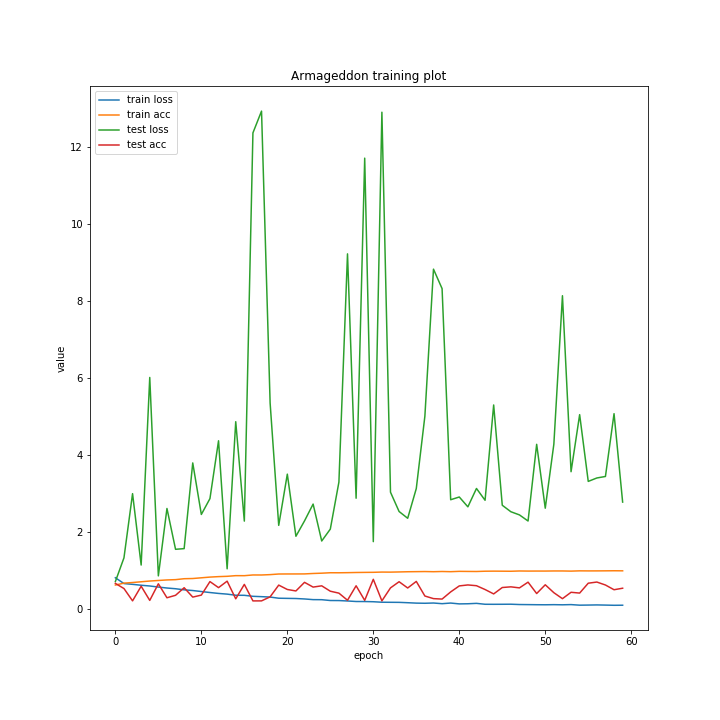 Armageddon training plot
train loss
train acc
test loss
test acc
12
10
8
6
4
2
0
value
0 10 20 30 40 50 60
epoch